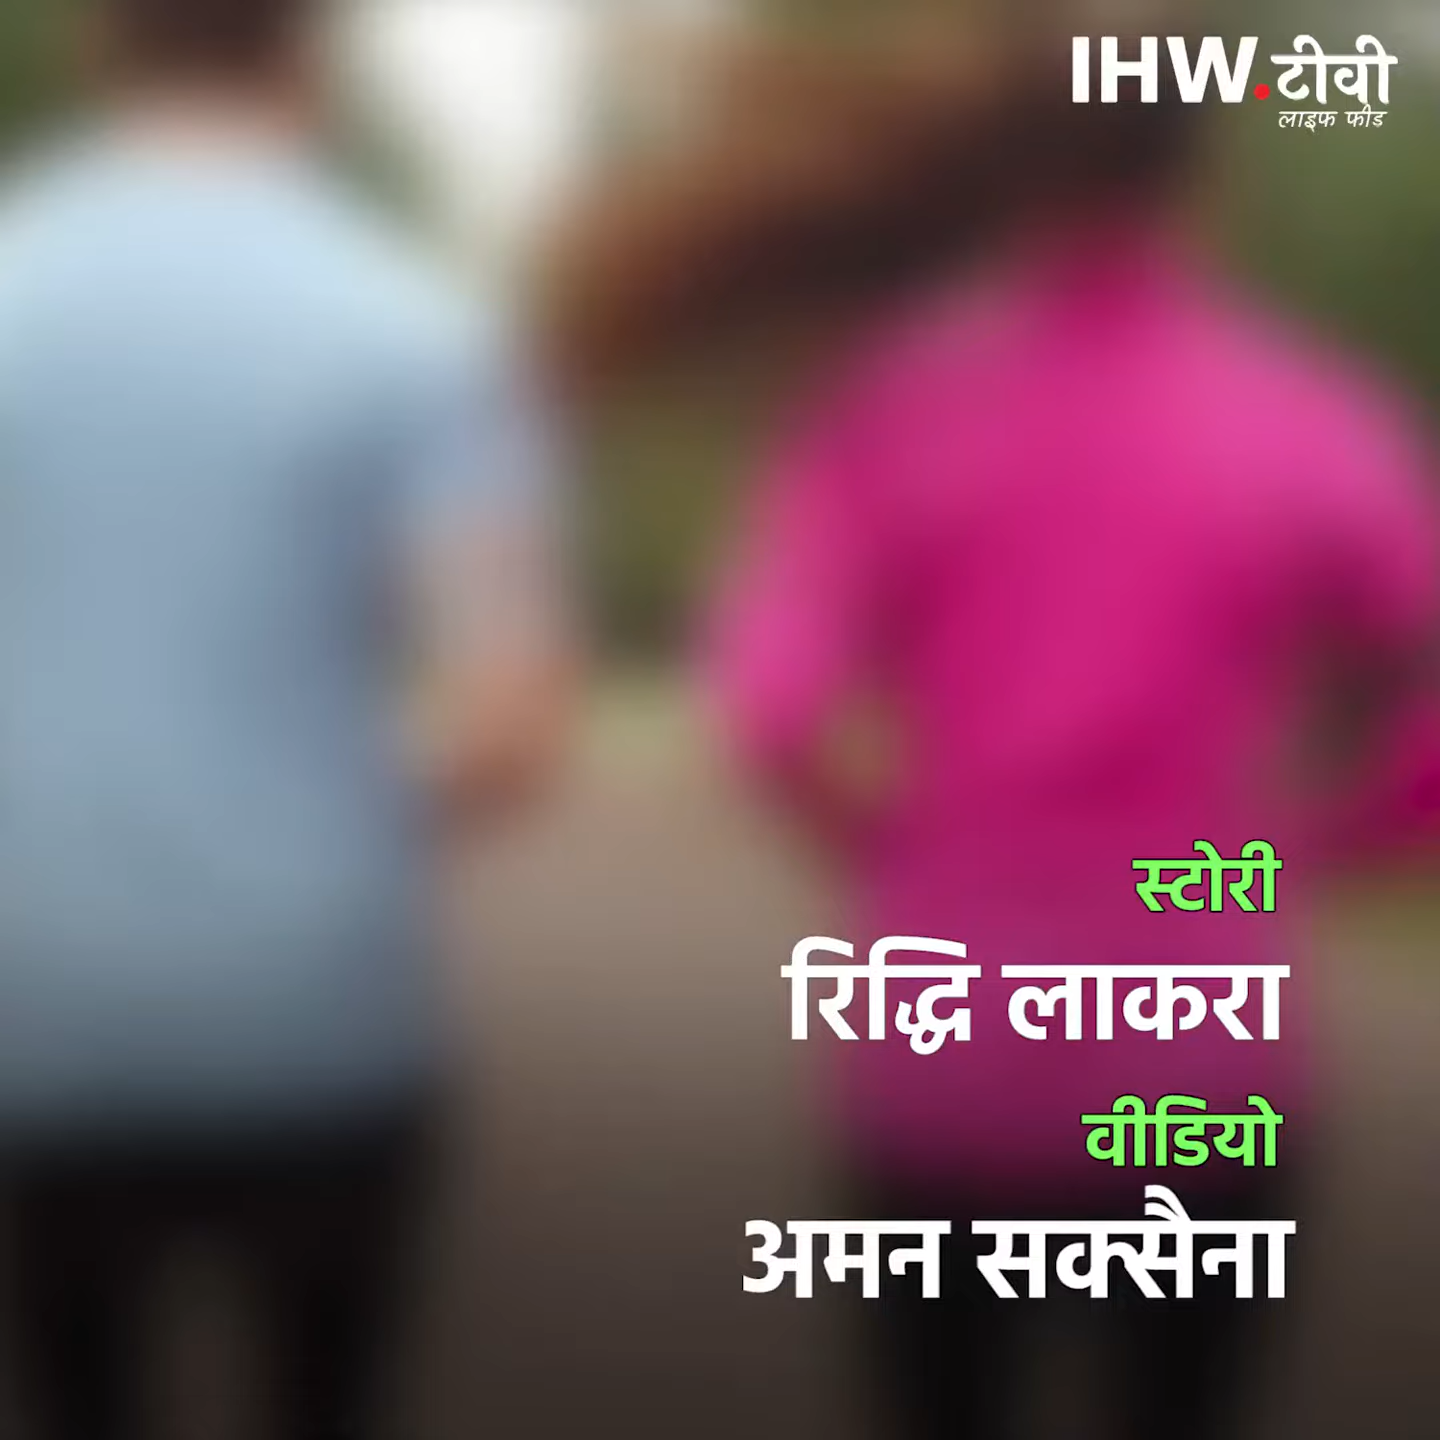 IHW.टीवी
लाइफ फीड
स्टोरी
रिद्धि लाकरा
वीडियो
अमन सक्सैना